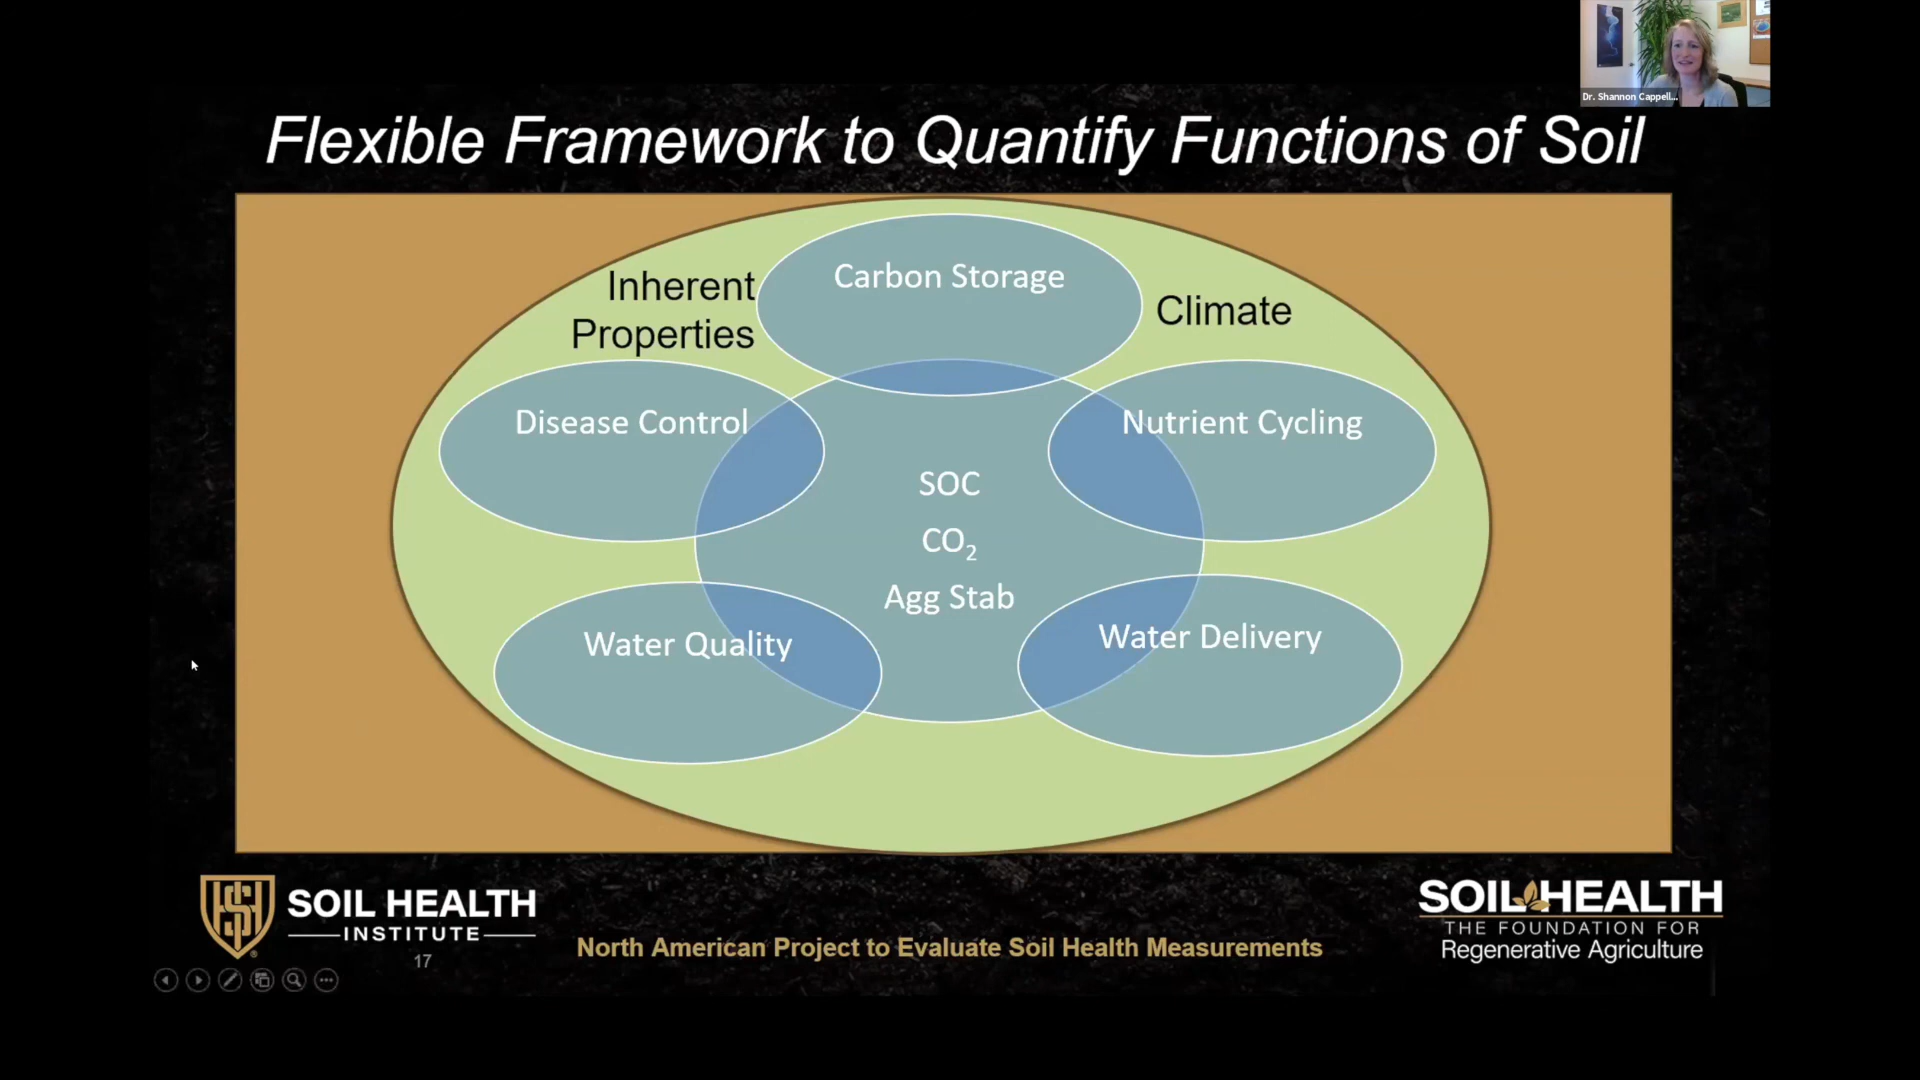 Dr. Shannon Cappell...
Flexible Framework to Quantify Functions of Soil
Carbon Storage
Inherent
Properties
Climate
Disease Control
Nutrient Cycling
SOC
CO₂
Agg Stab
Water Quality
Water Delivery
SOIL HEALTH
INSTITUTE
17
North American Project to Evaluate Soil Health Measurements
SOIL HEALTH
THE FOUNDATION FOR
Regenerative Agriculture